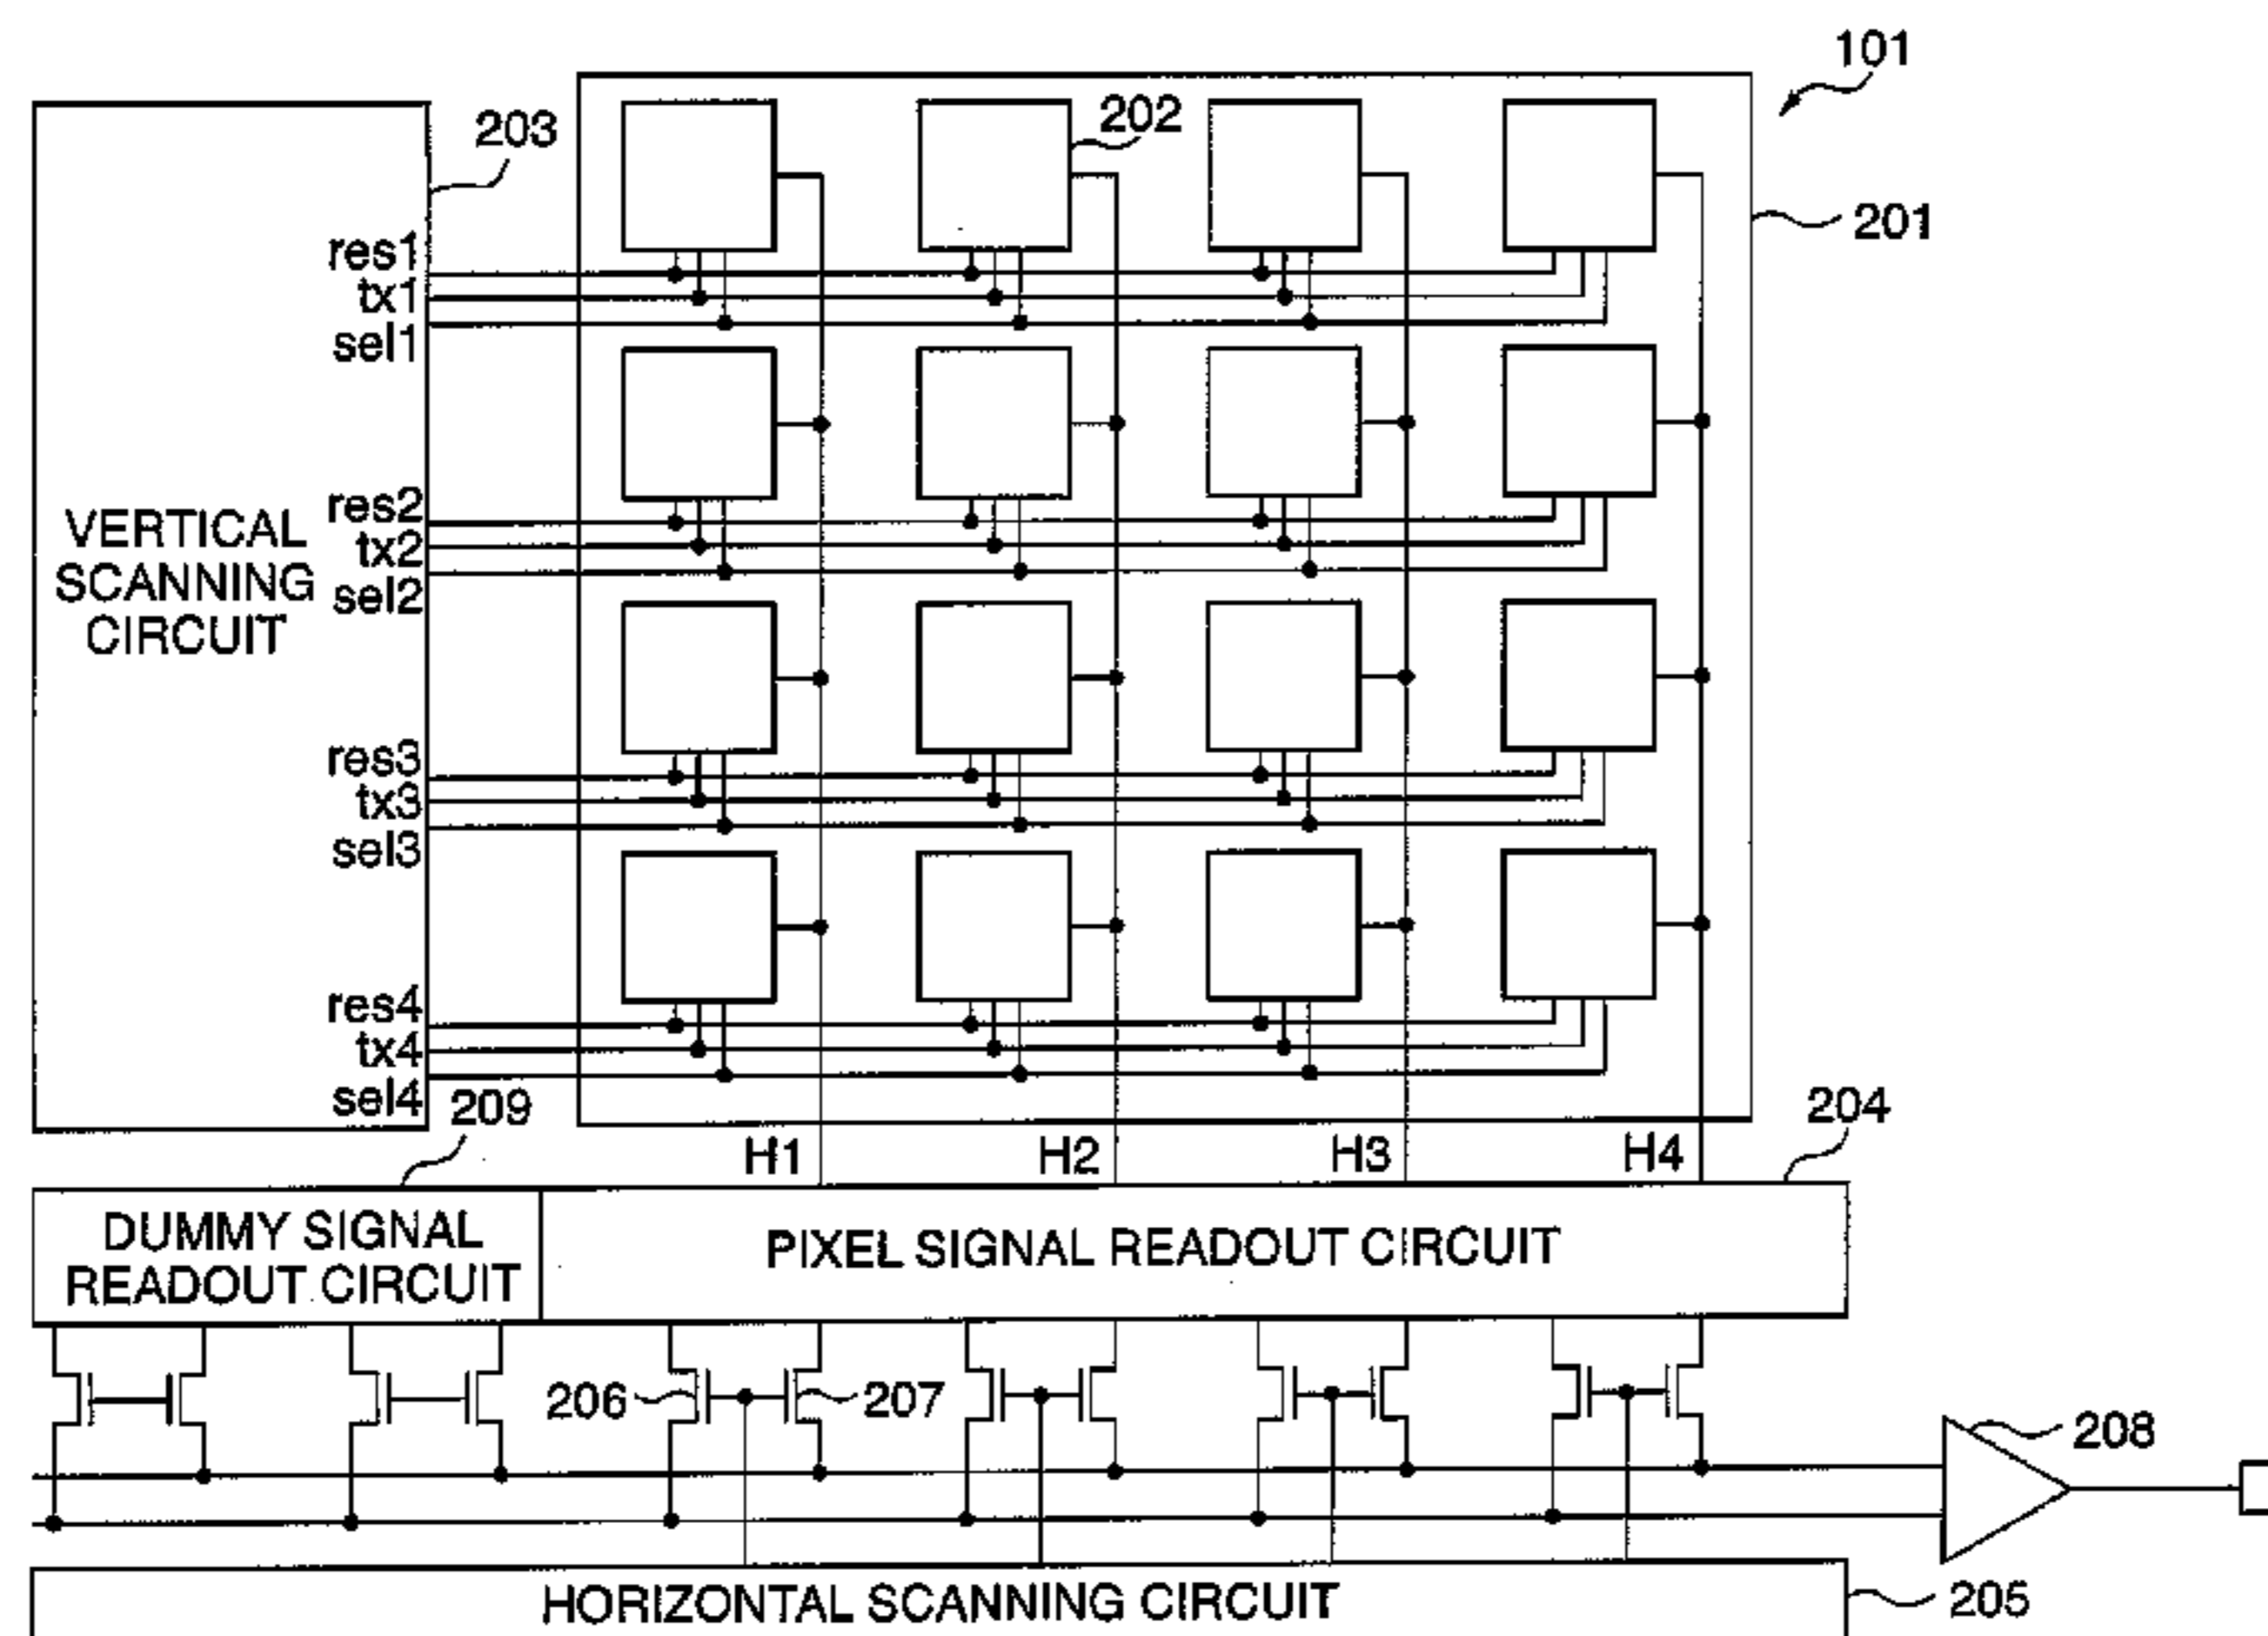 101
203
202
201
res1
tx1
sel1
res2
tx2
sel2
VERTICAL
SCANNING
CIRCUIT
res3
tx3
sel3
res4
tx4
sel4
209
204
H1
H2
H3
H4
DUMMY SIGNAL
READOUT CIRCUIT
PIXEL SIGNAL READOUT CIRCUIT
206
207
208
HORIZONTAL SCANNING CIRCUIT
205